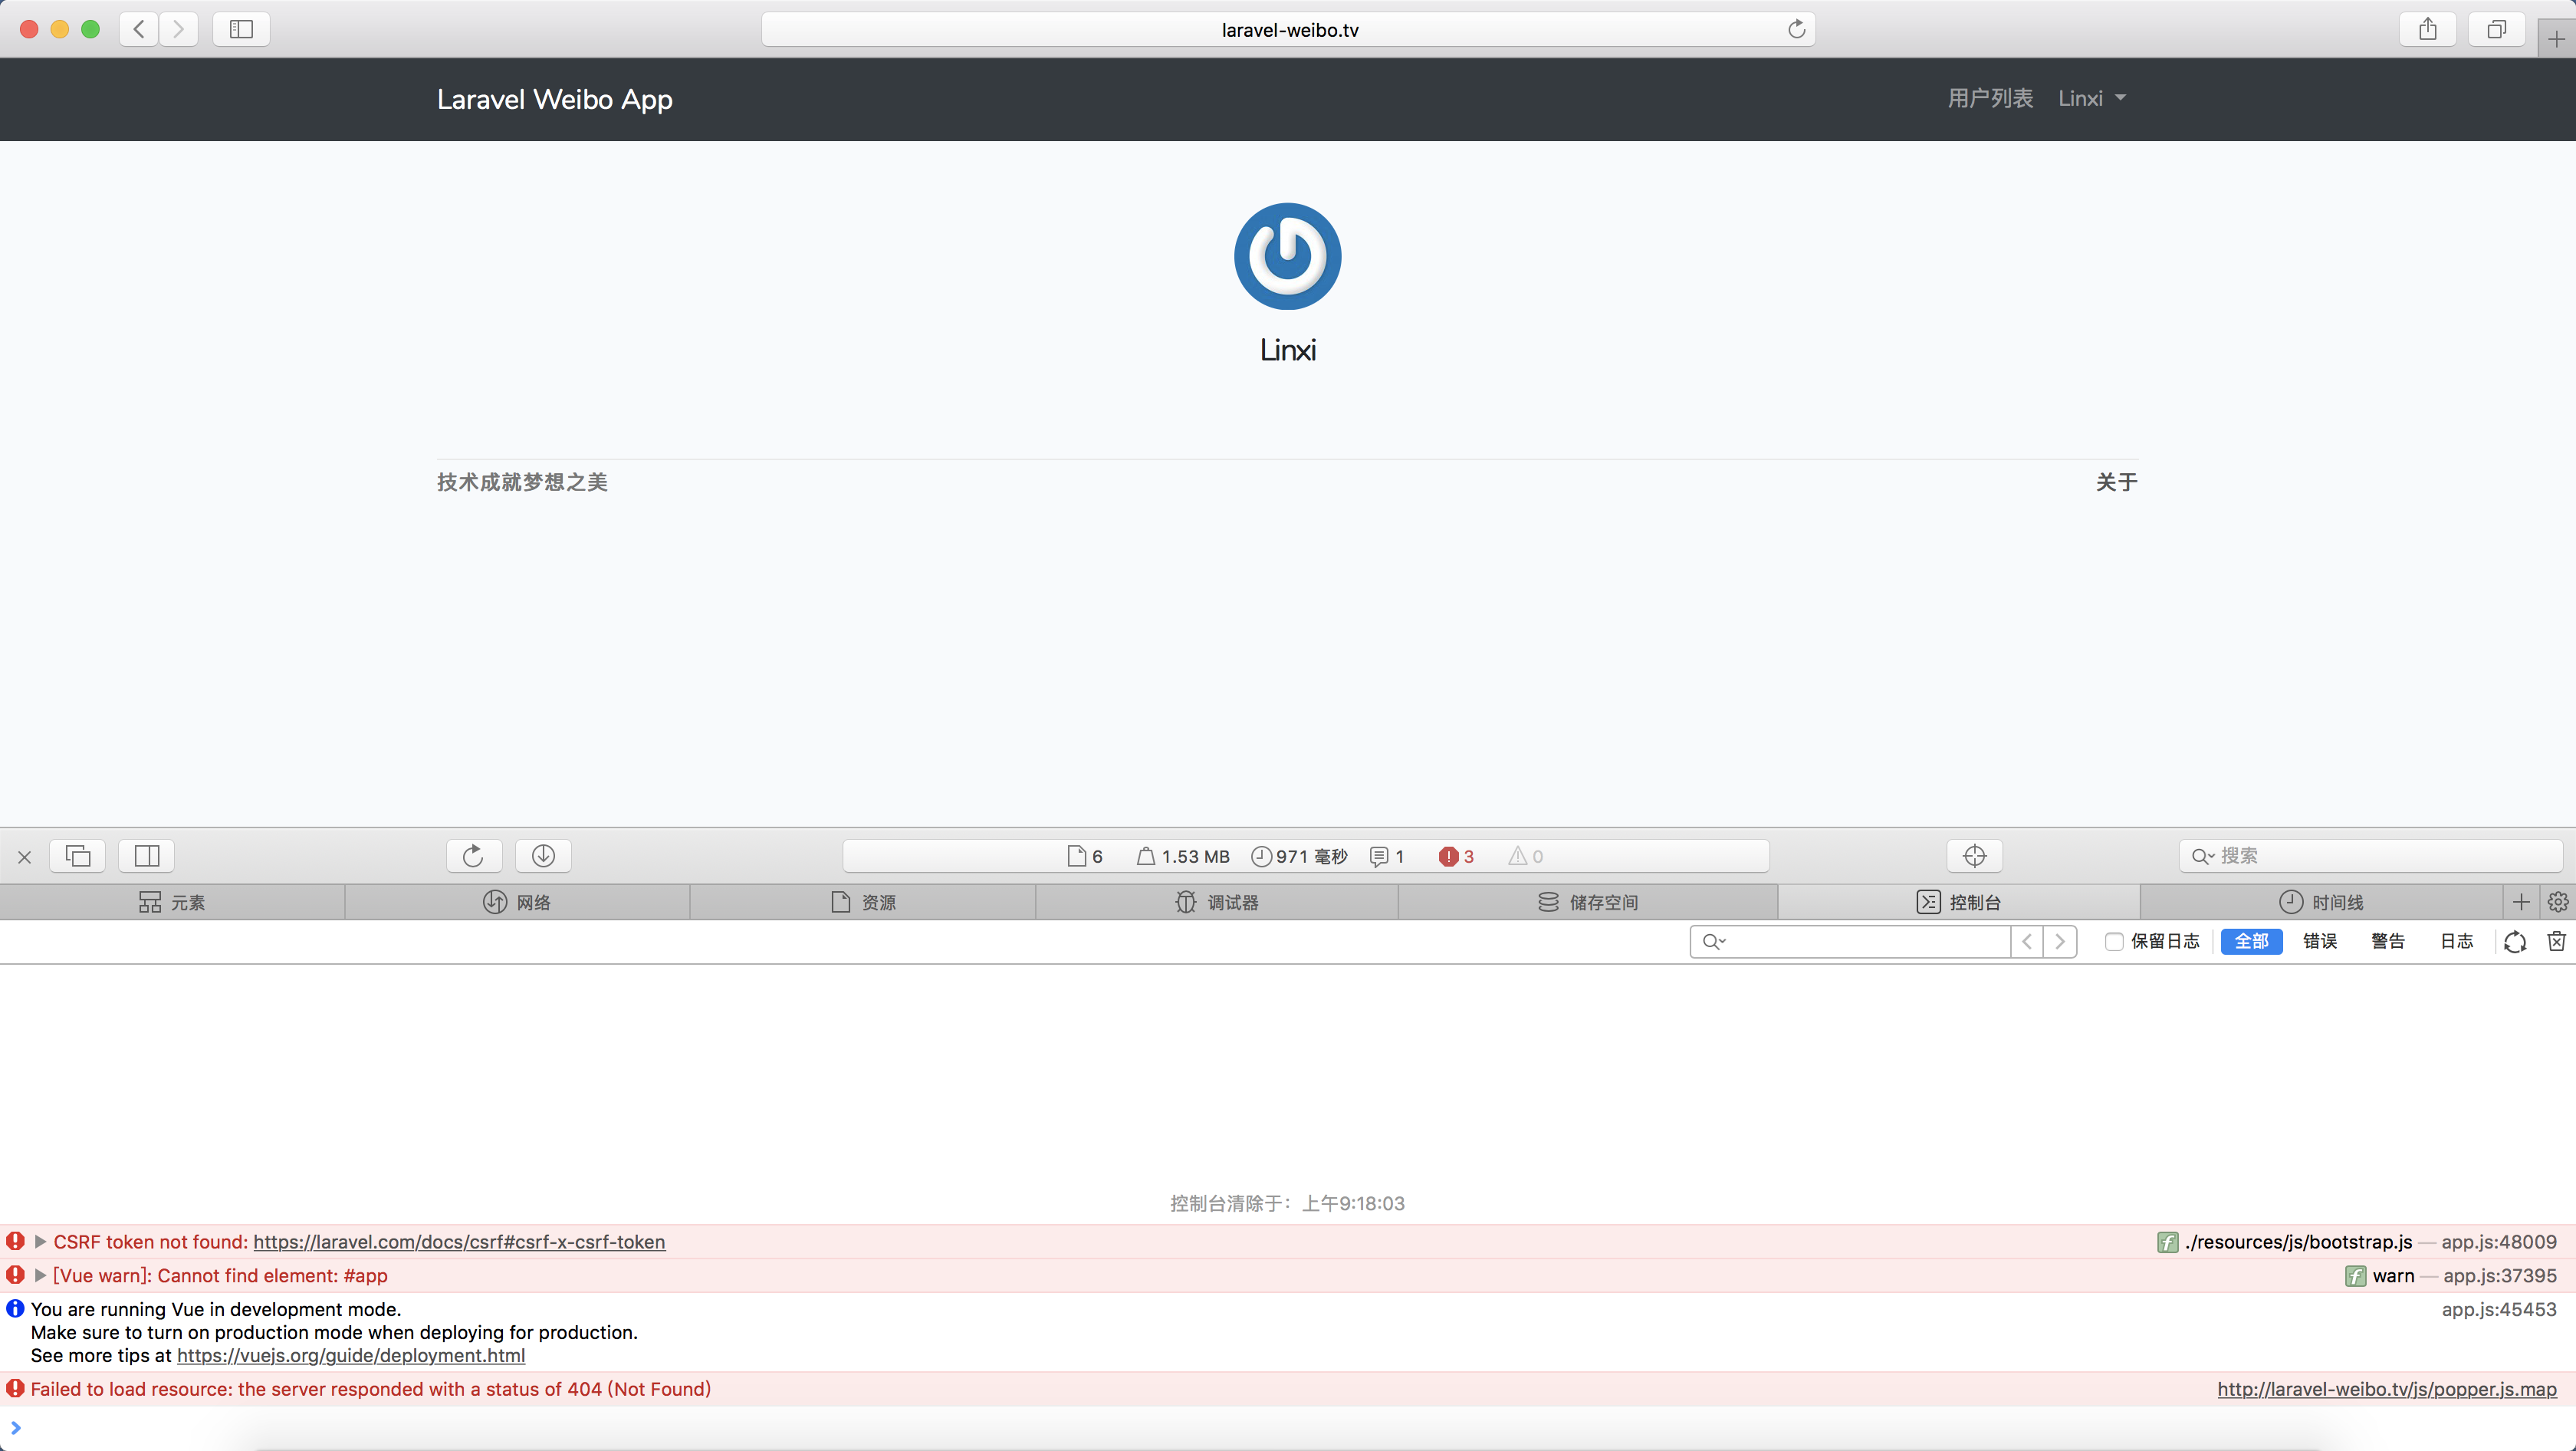 laravel-weibo.tv
Laravel Weibo App
用户列表 Linxi
Linxi
技术成就梦想之美 关于
6 1.53 MB 971 毫秒 1 3 0 搜索
元素 网络 资源 调试器 储存空间 控制台 时间线
保留日志 全部 错误 警告 日志
控制台清除于：上午9:18:03
CSRF token not found: https://laravel.com/docs/csrf#csrf-x-csrf-token f ./resources/js/bootstrap.js — app.js:48009
[Vue warn]: Cannot find element: #app f warn — app.js:37395
You are running Vue in development mode. app.js:45453
Make sure to turn on production mode when deploying for production.
See more tips at https://vuejs.org/guide/deployment.html
Failed to load resource: the server responded with a status of 404 (Not Found) http://laravel-weibo.tv/js/popper.js.map